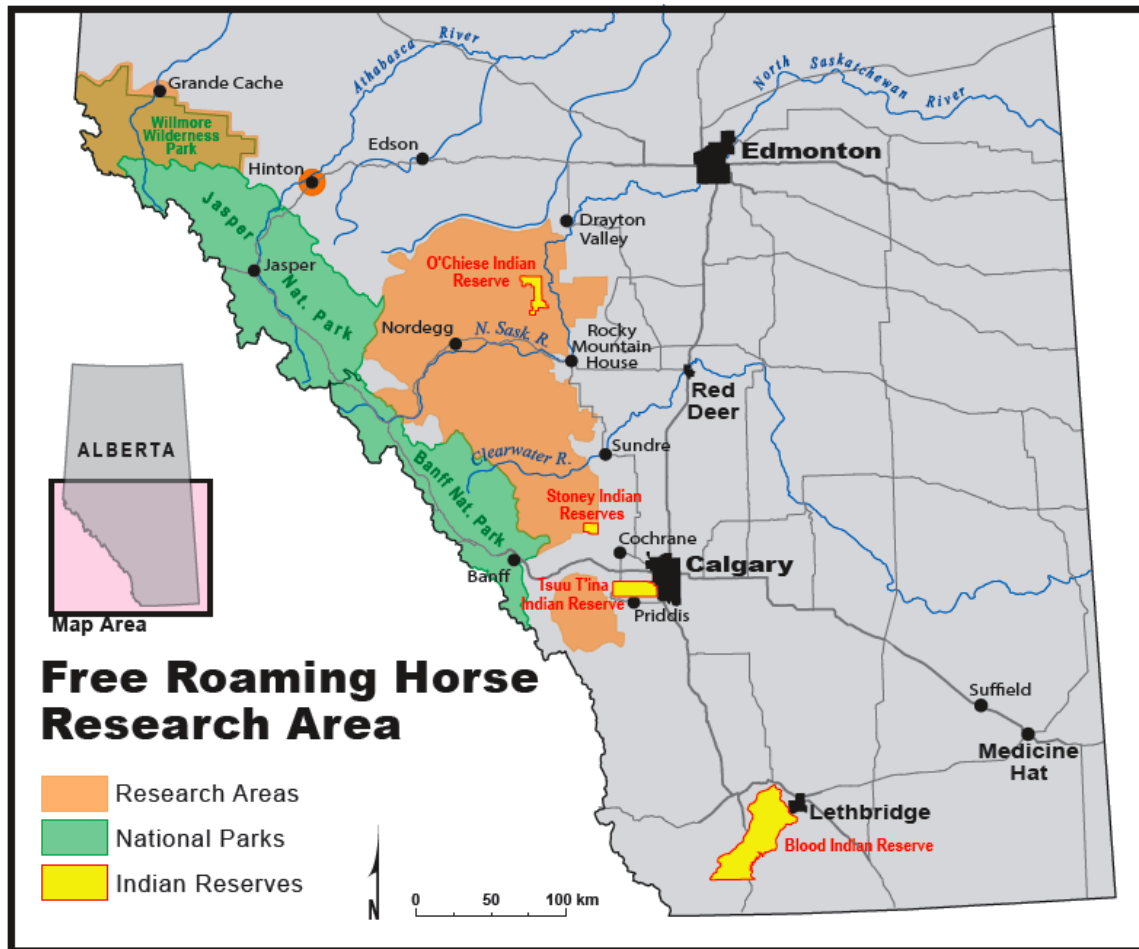 Grande Cache
Athabasca River
North Saskatchewan River
Willmore
Wilderness
Park
Edson
Edmonton
Hinton
Jasper Nat. Park
Drayton
Valley
O'Chiese Indian
Reserve
Jasper
Nordegg
N. Sask. R.
Rocky
Mountain
House
Red
Deer
ALBERTA
Clearwater R.
Sundre
Banff Nat. Park
Stoney Indian
Reserves
Cochrane
Calgary
Banff
Tsuu T'ina
Indian Reserve
Priddis
Map Area
Free Roaming Horse
Research Area
Suffield
Medicine
Hat
Research Areas
National Parks
Indian Reserves
Lethbridge
Blood Indian Reserve
N
0 50 100 km